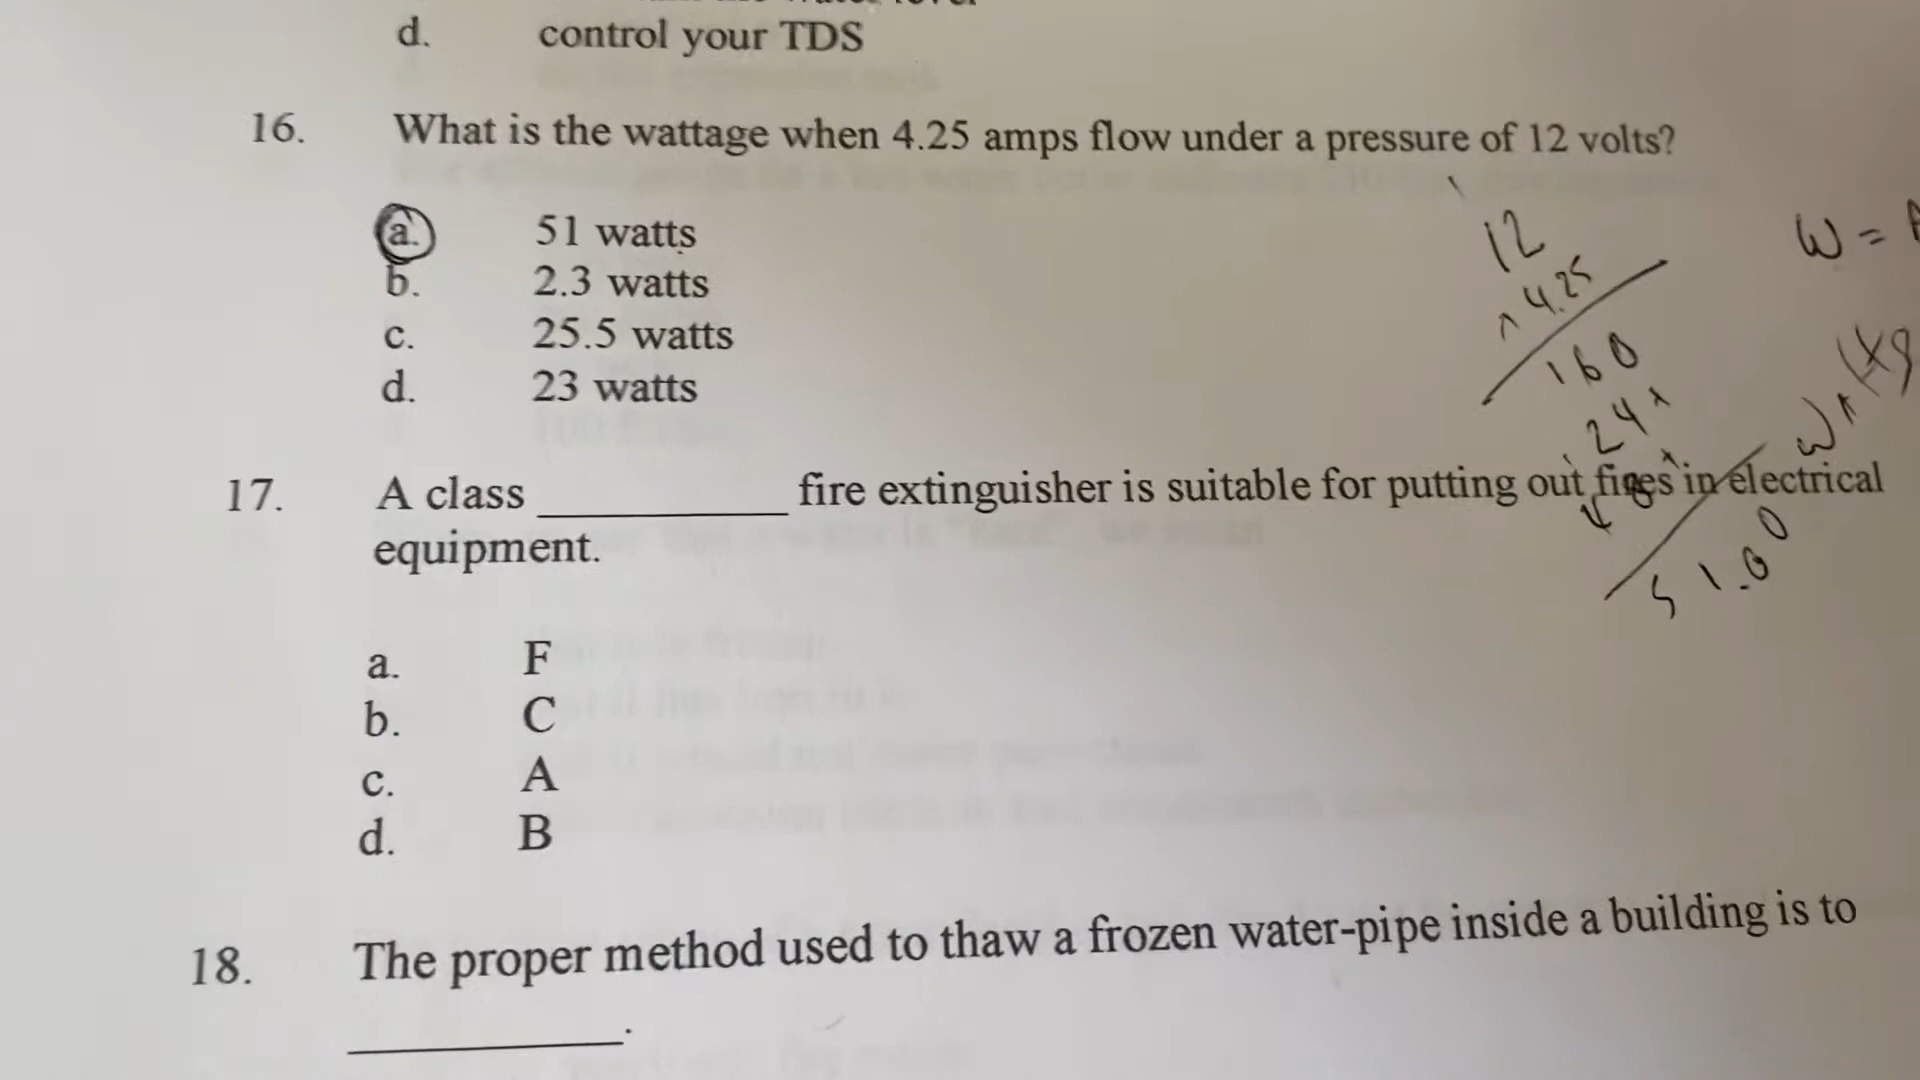 d. control your TDS
16. What is the wattage when 4.25 amps flow under a pressure of 12 volts?
a. 51 watts
b. 2.3 watts
c. 25.5 watts
d. 23 watts
12
4.25
160
24x
51.00
W =
17. A class __________ fire extinguisher is suitable for putting out fires in electrical
equipment.
a. F
b. C
c. A
d. B
18. The proper method used to thaw a frozen water-pipe inside a building is to
__________.